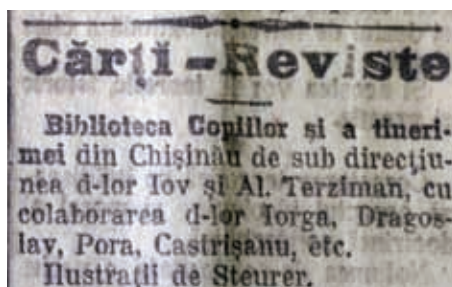 Cărți-Reviste
Biblioteca Copiilor și a tineri-
mei din Chișinău de sub direcțiu-
nea d-lor Iov și Al. Terziman, cu
colaborarea d-lor Iorga, Dragos-
lav, Pora, Castrișanu, etc.
Ilustrații de Steurer.